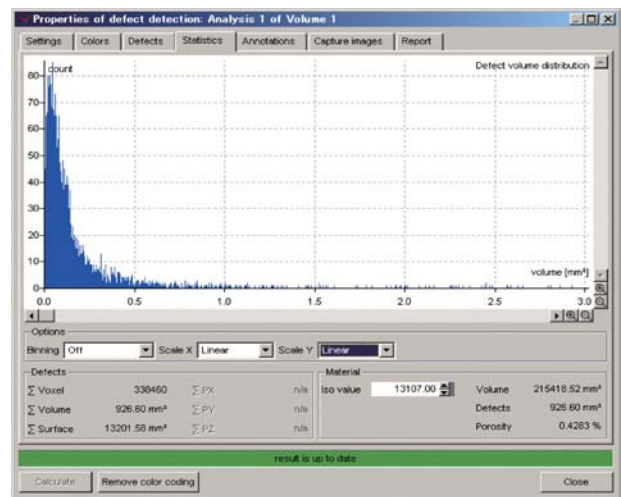 Properties of defect detection: Analysis 1 of Volume 1
Settings Colors Defects Statistics Annotations Capture images Report
count Defect volume distribution
80
70
60
50
40
30
20
10
volume [mm³]
0
0.0 0.5 1.0 1.5 2.0 2.5 3.0
Options
Binning Off Scale X Linear Scale Y Linear
Defects Material
Σ Voxel 338460 Σ PX n/a Iso value 13107.00 Volume 215418.52 mm³
Σ Volume 926.60 mm³ Σ PY n/a Defects 926.60 mm³
Σ Surface 13201.58 mm² Σ PZ n/a Porosity 0.4283 %
result is up to date
Calculate Remove color coding Close